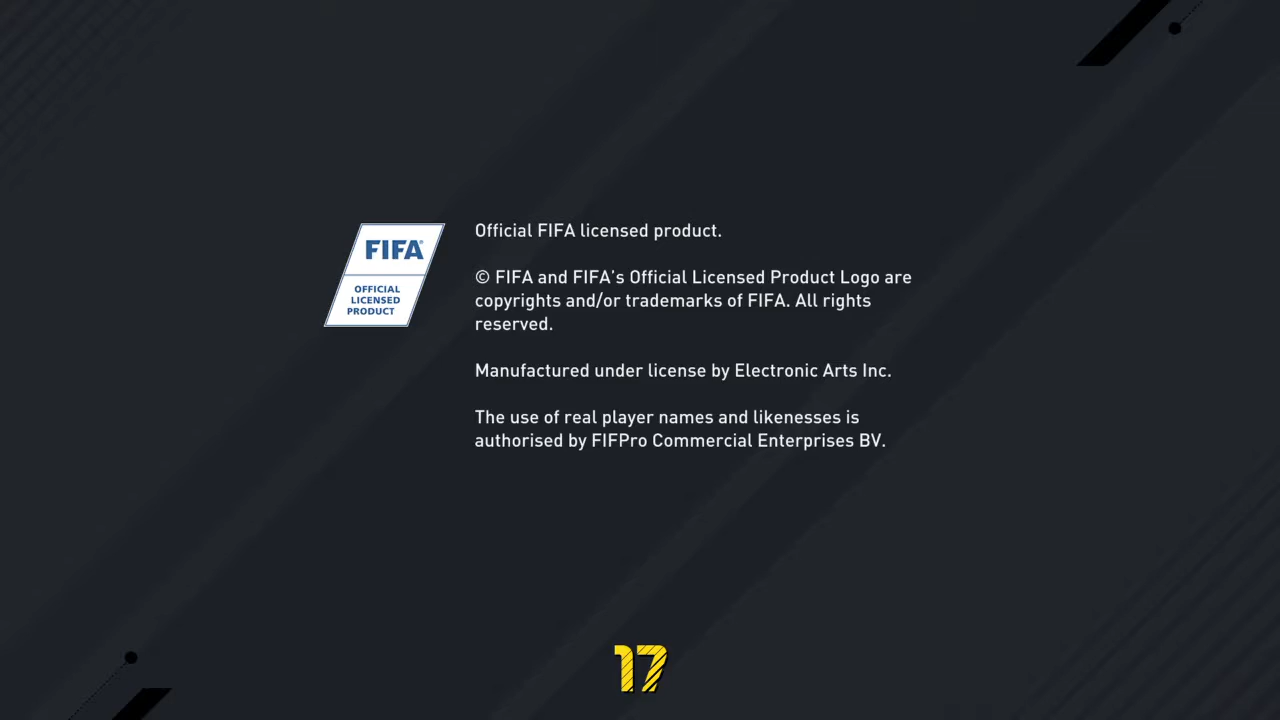 FIFA
OFFICIAL
LICENSED
PRODUCT
Official FIFA licensed product.
© FIFA and FIFA's Official Licensed Product Logo are
copyrights and/or trademarks of FIFA. All rights
reserved.
Manufactured under license by Electronic Arts Inc.
The use of real player names and likenesses is
authorised by FIFPro Commercial Enterprises BV.
17